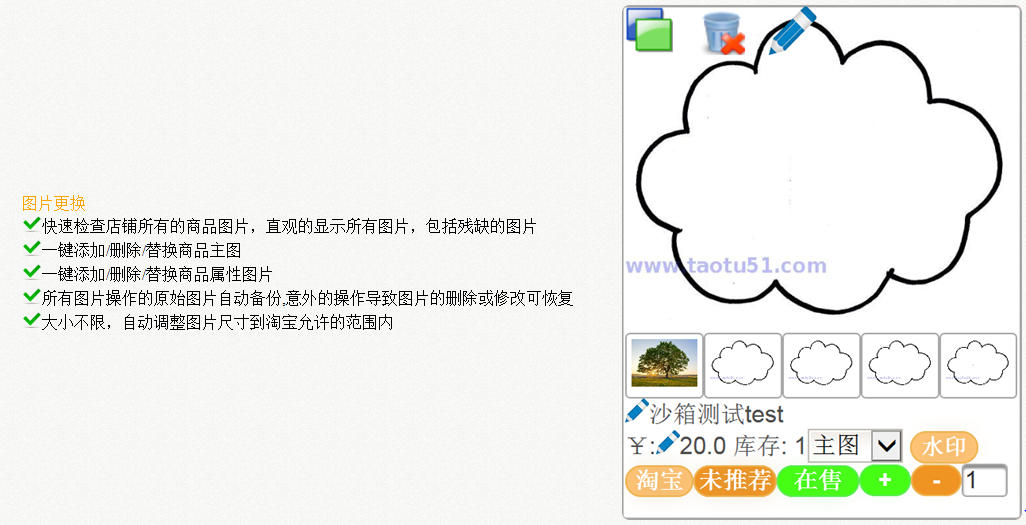 图片更换
快速检查店铺所有的商品图片，直观的显示所有图片，包括残缺的图片
一键添加/删除/替换商品主图
一键添加/删除/替换商品属性图片
所有图片操作的原始图片自动备份,意外的操作导致图片的删除或修改可恢复
大小不限，自动调整图片尺寸到淘宝允许的范围内
www.taotu51.com
沙箱测试test
￥:20.0 库存: 1 主图 水印
淘宝 未推荐 在售 + - 1